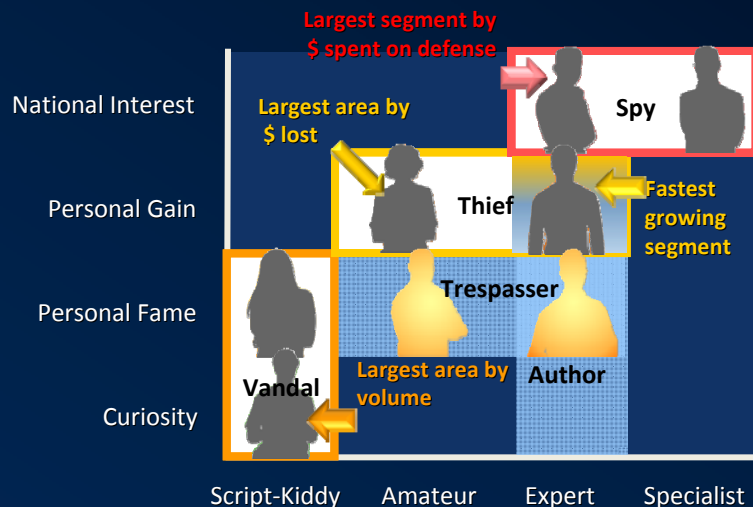 Largest segment by
$ spent on defense
National Interest
Spy
Largest area by
$ lost
Personal Gain
Thief
Fastest
growing
segment
Personal Fame
Trespasser
Vandal
Largest area by
volume
Author
Curiosity
Script-Kiddy
Amateur
Expert
Specialist